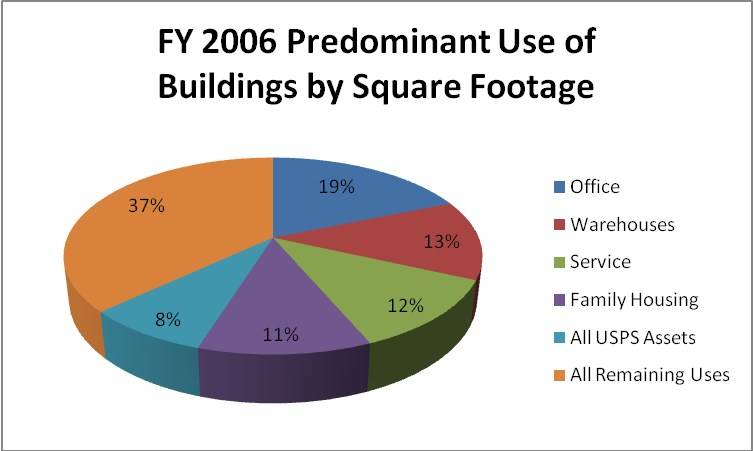 FY 2006 Predominant Use of
Buildings by Square Footage
19%
13%
12%
11%
8%
37%
Office
Warehouses
Service
Family Housing
All USPS Assets
All Remaining Uses